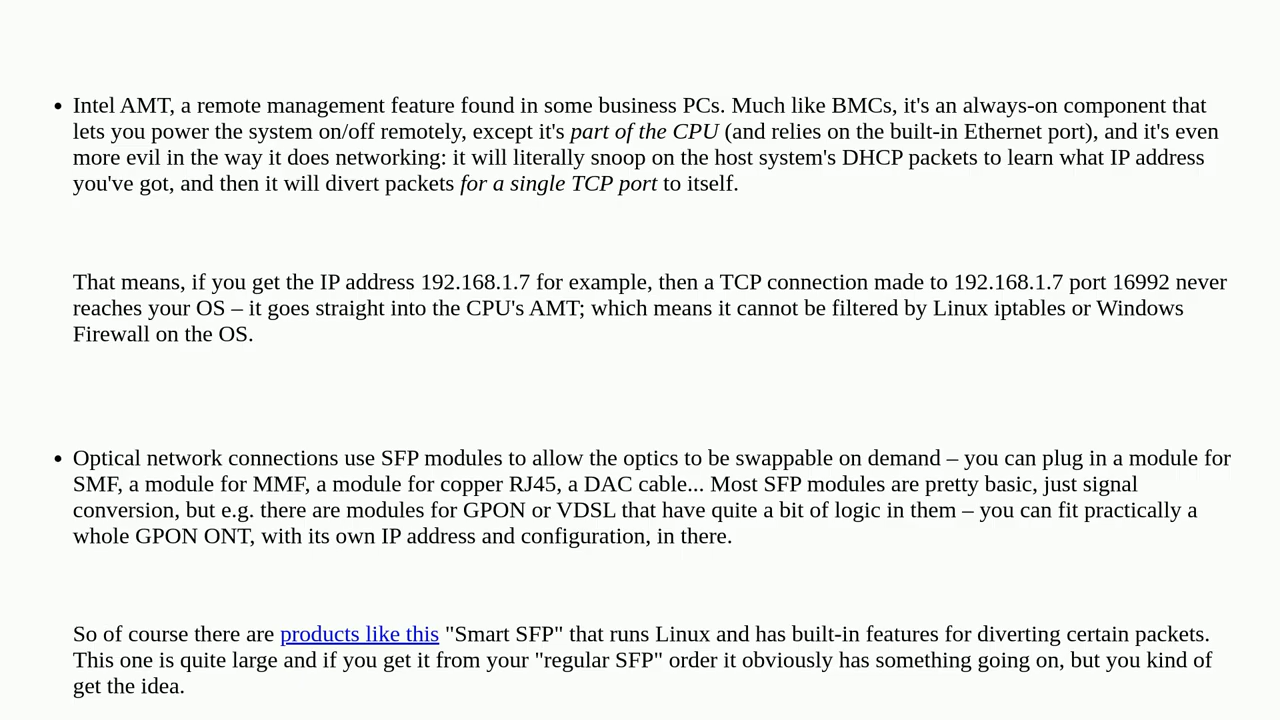 • Intel AMT, a remote management feature found in some business PCs. Much like BMCs, it's an always-on component that
lets you power the system on/off remotely, except it's part of the CPU (and relies on the built-in Ethernet port), and it's even
more evil in the way it does networking: it will literally snoop on the host system's DHCP packets to learn what IP address
you've got, and then it will divert packets for a single TCP port to itself.
That means, if you get the IP address 192.168.1.7 for example, then a TCP connection made to 192.168.1.7 port 16992 never
reaches your OS – it goes straight into the CPU's AMT; which means it cannot be filtered by Linux iptables or Windows
Firewall on the OS.
• Optical network connections use SFP modules to allow the optics to be swappable on demand – you can plug in a module for
SMF, a module for MMF, a module for copper RJ45, a DAC cable... Most SFP modules are pretty basic, just signal
conversion, but e.g. there are modules for GPON or VDSL that have quite a bit of logic in them – you can fit practically a
whole GPON ONT, with its own IP address and configuration, in there.
So of course there are products like this "Smart SFP" that runs Linux and has built-in features for diverting certain packets.
This one is quite large and if you get it from your "regular SFP" order it obviously has something going on, but you kind of
get the idea.